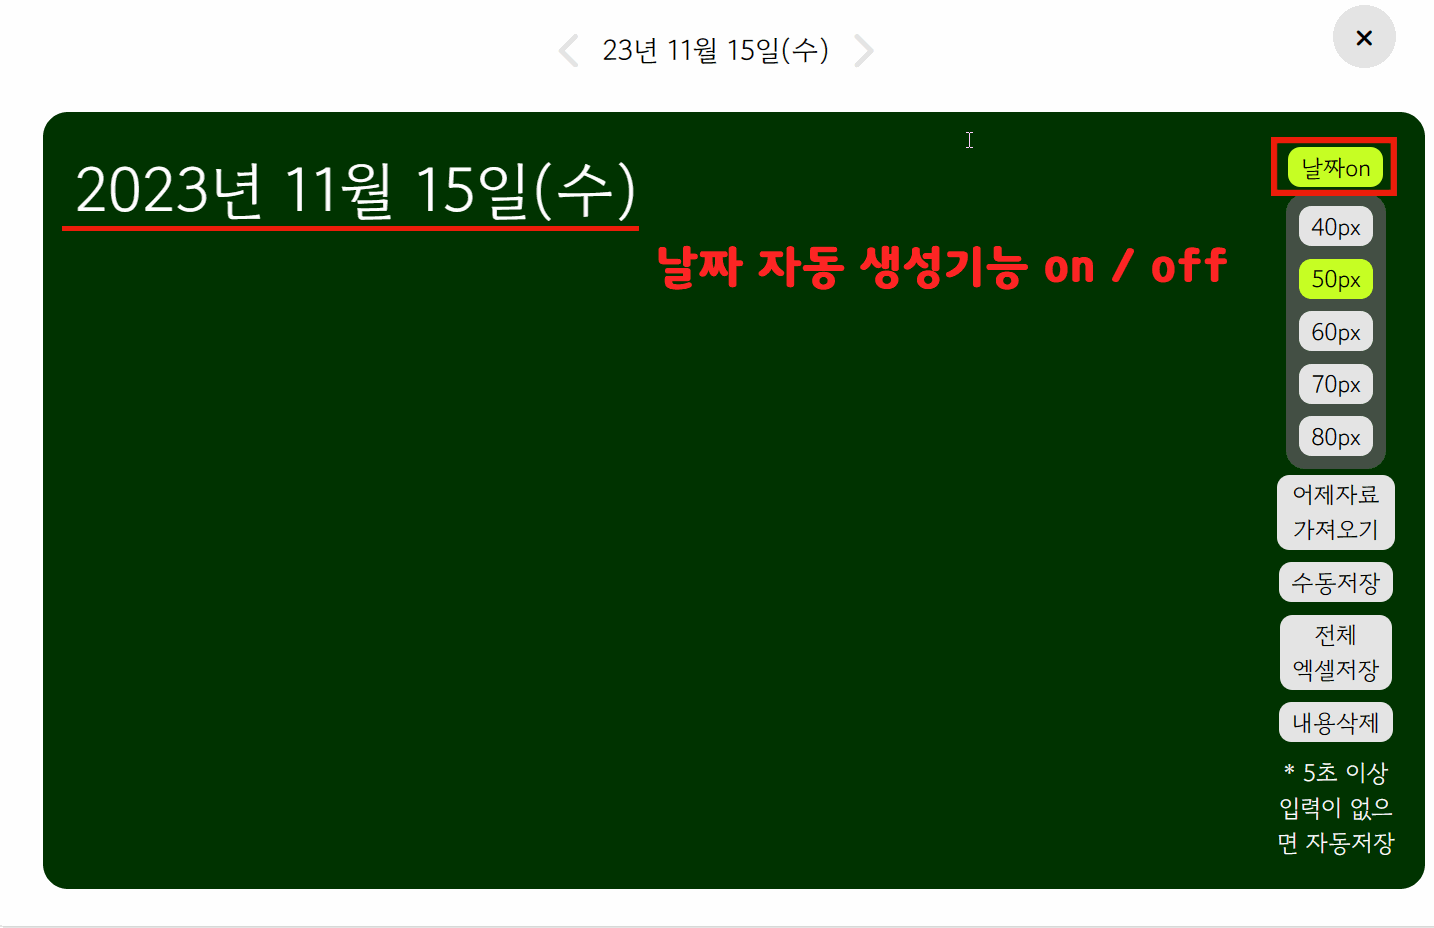 23년 11월 15일(수)
2023년 11월 15일(수)
날짜 자동 생성기능 on / off
날짜on
40px
50px
60px
70px
80px
어제자료
가져오기
수동저장
전체
엑셀저장
내용삭제
* 5초 이상
입력이 없으
면 자동저장